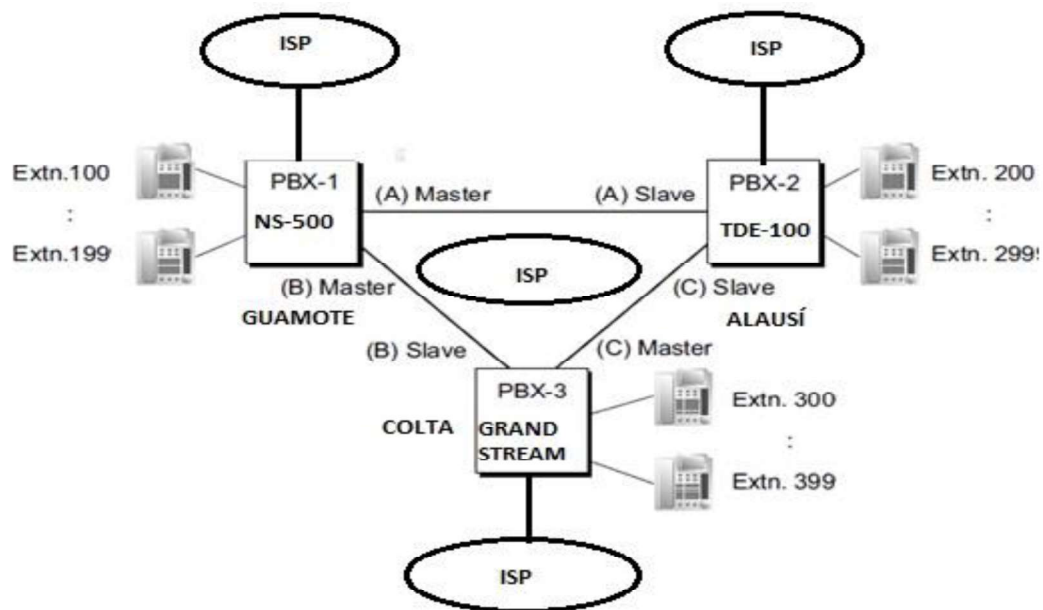 ISP
ISP
Extn.100
:
Extn.199
PBX-1
NS-500
(A) Master
(A) Slave
PBX-2
TDE-100
Extn. 200
:
Extn. 299
(B) Master
GUAMOTE
ISP
(C) Slave
ALAUSÍ
(B) Slave
(C) Master
COLTA
PBX-3
GRAND
STREAM
Extn. 300
:
Extn. 399
ISP